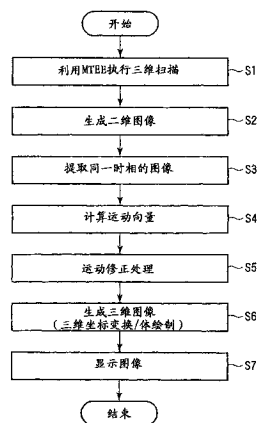 开始
利用MTEE执行三维扫描
S1
生成二维图像
S2
提取同一时相的图像
S3
计算运动向量
S4
运动修正处理
S5
生成三维图像
(三维坐标变换/体绘制)
S6
显示图像
S7
结束